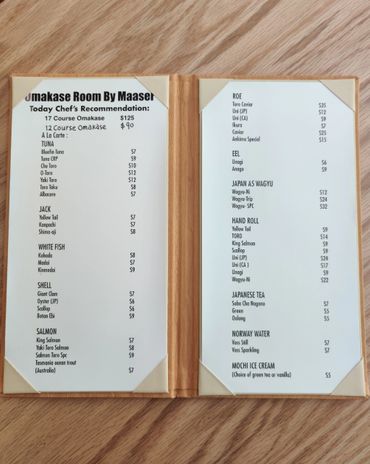 Omakase Room By Maaser
Today Chef's Recommendation:
17 Course Omakase $125
12 Course Omakase $90
A La Carte :
TUNA
Bluefin Tuna $7
Tuna CRP $9
Chu Toro $10
O-Toro $12
Yaki Toro $12
Toro Taku $8
Albacore $7
JACK
Yellow Tail $7
Kanpachi $7
Shima-aji $8
WHITE FISH
Kohada $8
Madai $7
Kinmedai $9
SHELL
Giant Clam $7
Oyster (JP) $6
Scallop $6
Botan Ebi $9
SALMON
King Salmon $7
Yaki Toro Salmon $8
Salmon Toro Spc $9
Tasmania ocean trout
(Australia) $7
ROE
Toro Caviar $25
Uni (JP) $12
Uni (CA) $9
Ikura $7
Caviar $25
Ankimo Special $15
EEL
Unagi $6
Anago $9
JAPAN A5 WAGYU
Wagyu-Ni $12
Wagyu Trip $24
Wagyu- SPC $32
HAND ROLL
Yellow Tail $9
TORO $14
King Salmon $9
Scallop $9
Uni (JP) $24
Uni (CA ) $17
Unagi $9
Wagyu-Ni $22
JAPANESE TEA
Soba Cha Nagano $7
Green $5
Oolong $5
NORWAY WATER
Voss Still $7
Voss Sparkling $7
MOCHI ICE CREAM
(Choice of green tea or vanilla) $5